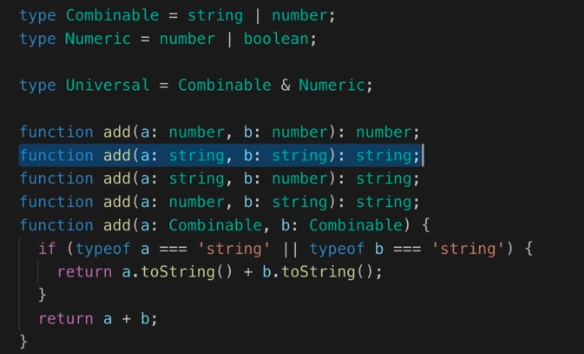 type Combinable = string | number;
type Numeric = number | boolean;
type Universal = Combinable & Numeric;
function add(a: number, b: number): number;
function add(a: string, b: string): string;
function add(a: string, b: number): string;
function add(a: number, b: string): string;
function add(a: Combinable, b: Combinable) {
if (typeof a === 'string' || typeof b === 'string') {
return a.toString() + b.toString();
}
return a + b;
}